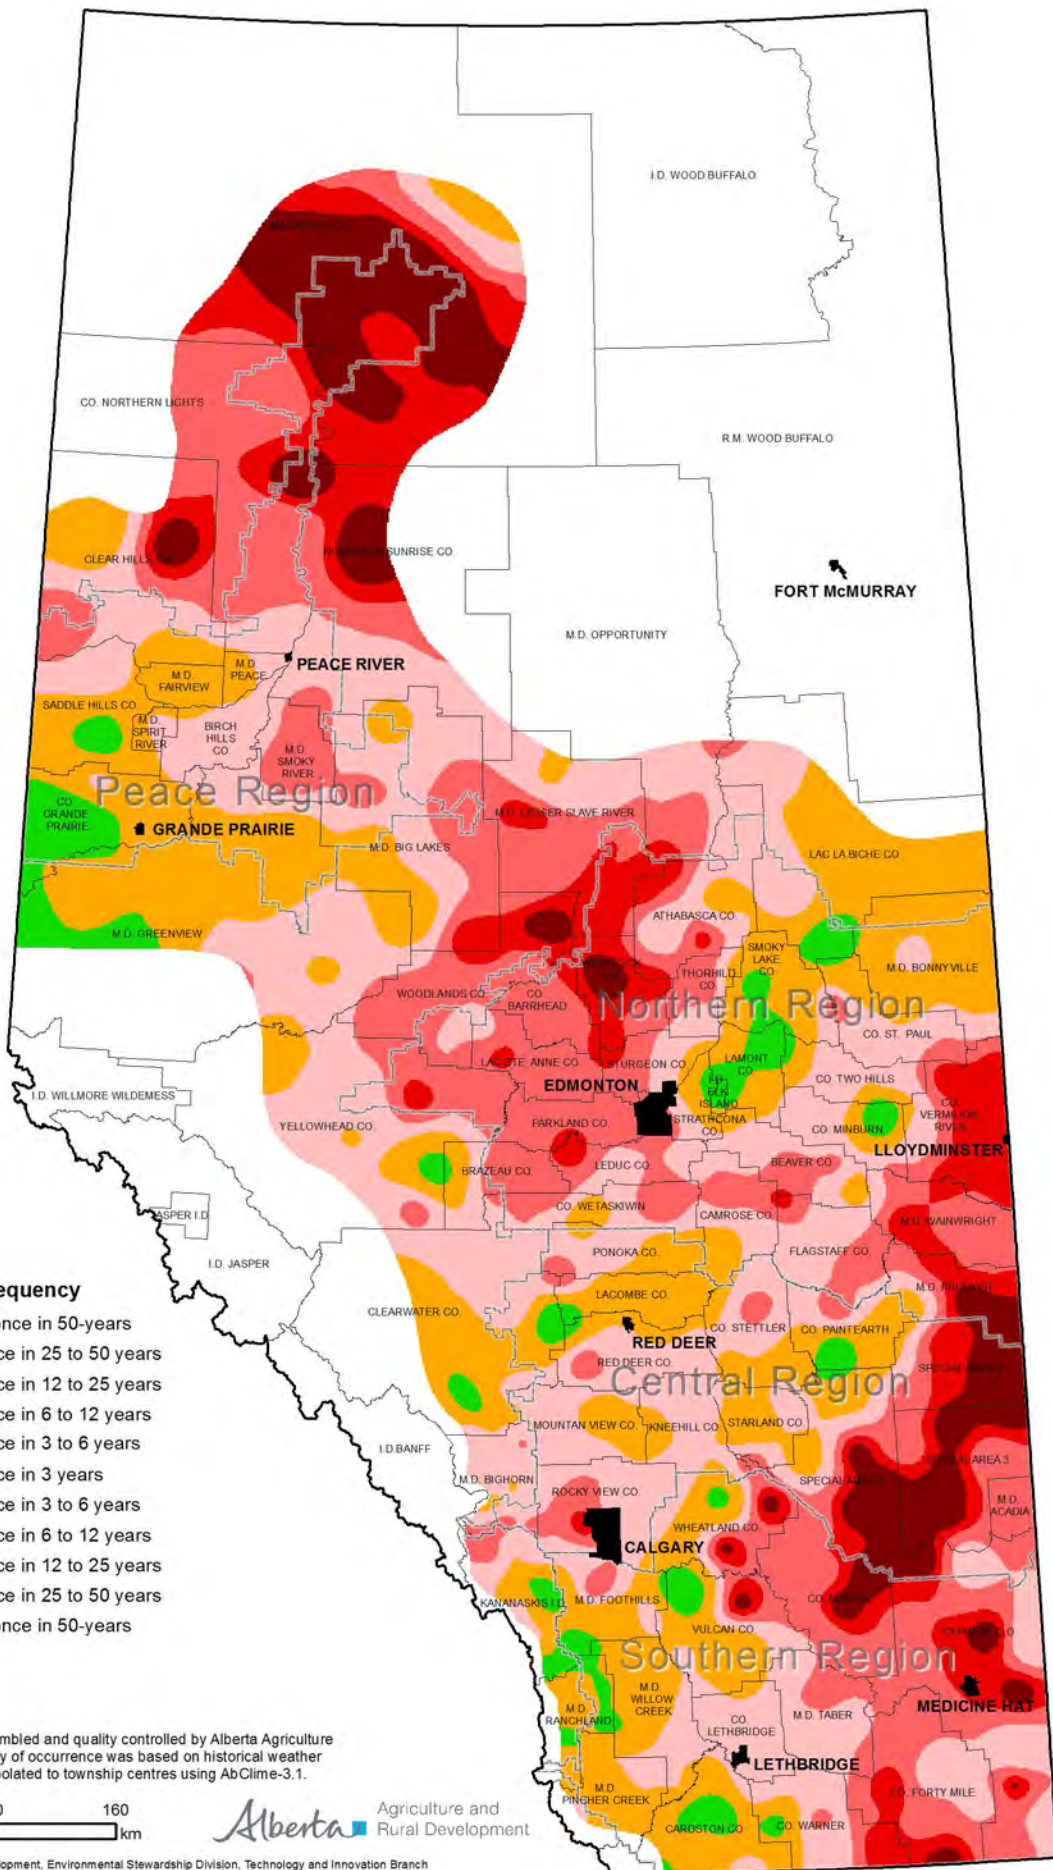 I.D. WOOD BUFFALO
CO. NORTHERN LIGHTS
R.M. WOOD BUFFALO
CLEAR HILLS
SUNRISE CO.
FORT McMURRAY
M.D. OPPORTUNITY
PEACE RIVER
M.D.
PEACE
M.D.
FAIRVIEW
SADDLE HILLS CO.
M.D.
SPIRIT
RIVER
BIRCH
HILLS
CO
M.D.
SMOKY
RIVER
Peace Region
CO
GRANDE
PRAIRIE
GRANDE PRAIRIE
M.D. LESSER SLAVE RIVER
M.D. BIG LAKES
LAC LA BICHE CO
M.D. GREENVIEW
ATHABASCA CO.
SMOKY
LAKE
CO
M.D. BONNYVILLE
THORHILD
CO
WOODLANDS CO.
CO.
BARRHEAD
Northern Region
CO. ST. PAUL
LAC STE. ANNE CO.
STURGEON CO.
LAMONT
CO
EDMONTON
ELK
ISLAND
CO. TWO HILLS
I.D. WILLMORE WILDERNESS
YELLOWHEAD CO.
PARKLAND CO.
STRATHCONA
CO.
CO. MINBURN
CO.
VERMILION
RIVER
LLOYDMINSTER
BRAZEAU CO.
LEDUC CO.
BEAVER CO.
CO. WETASKIWIN
CAMROSE CO.
M.D. WAINWRIGHT
JASPER I.D.
I.D. JASPER
PONOKA CO.
FLAGSTAFF CO.
equency
CLEARWATER CO.
LACOMBE CO.
once in 50-years
RED DEER
CO. STETTLER
CO. PAINTEARTH
ce in 25 to 50 years
RED DEER CO.
Central Region
ce in 12 to 25 years
ce in 6 to 12 years
MOUNTAN VIEW CO.
KNEEHILL CO.
STARLAND CO.
ce in 3 to 6 years
I.D.BANFF
AREA 3
ce in 3 years
M.D. BIGHORN
ROCKY VIEW CO.
M.D.
ACADIA
ce in 3 to 6 years
WHEATLAND CO.
ce in 6 to 12 years
CALGARY
ce in 12 to 25 years
ce in 25 to 50 years
KANANASKIS I.D.
M.D. FOOTHILLS
once in 50-years
VULCAN CO.
Southern Region
M.D.
WILLOW
CREEK
MEDICINE HAT
M.D.
RANCHLAND
CO.
LETHBRIDGE
M.D. TABER
mbled and quality controlled by Alberta Agriculture
y of occurrence was based on historical weather
olated to township centres using AbClime-3.1.
LETHBRIDGE
M.D.
PINCHER CREEK
FORTY MILE
0 160
km
Alberta Agriculture and
Rural Development
CARDSTON CO.
CO. WARNER
opment, Environmental Stewardship Division, Technology and Innovation Branch